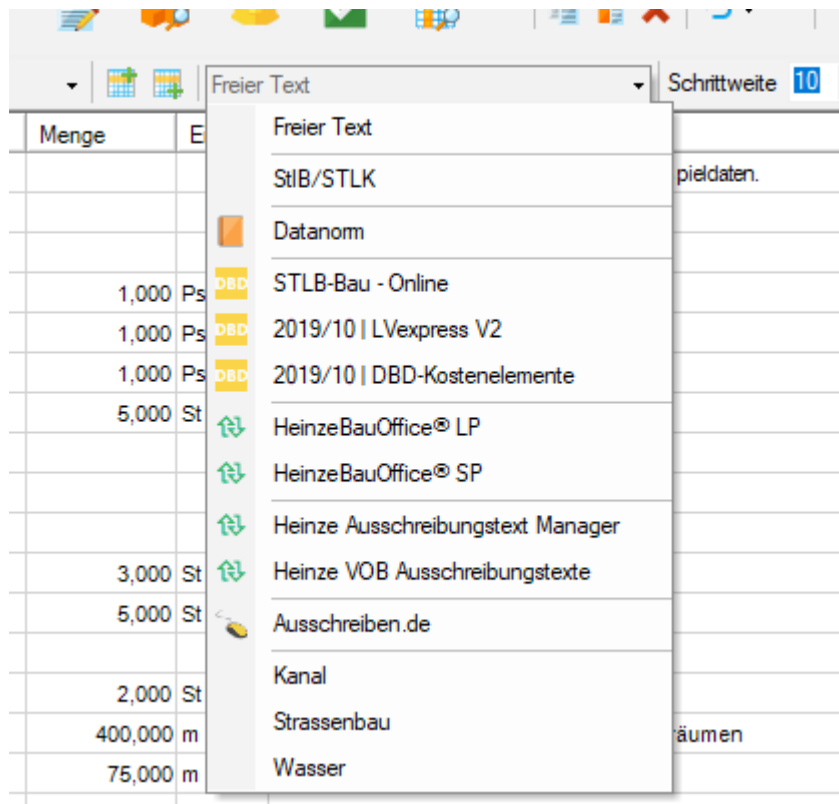 Freier Text Schrittweite 10
Menge
Freier Text
StlB/STLK pieldaten.
Datanorm
DBD STLB-Bau - Online
1,000 Ps
DBD 2019/10 | LVexpress V2
1,000 Ps
DBD 2019/10 | DBD-Kostenelemente
1,000 Ps
5,000 St
HeinzeBauOffice® LP
HeinzeBauOffice® SP
Heinze Ausschreibungstext Manager
3,000 St
Heinze VOB Ausschreibungstexte
5,000 St
Ausschreiben.de
Kanal
2,000 St
Strassenbau
400,000 m räumen
Wasser
75,000 m